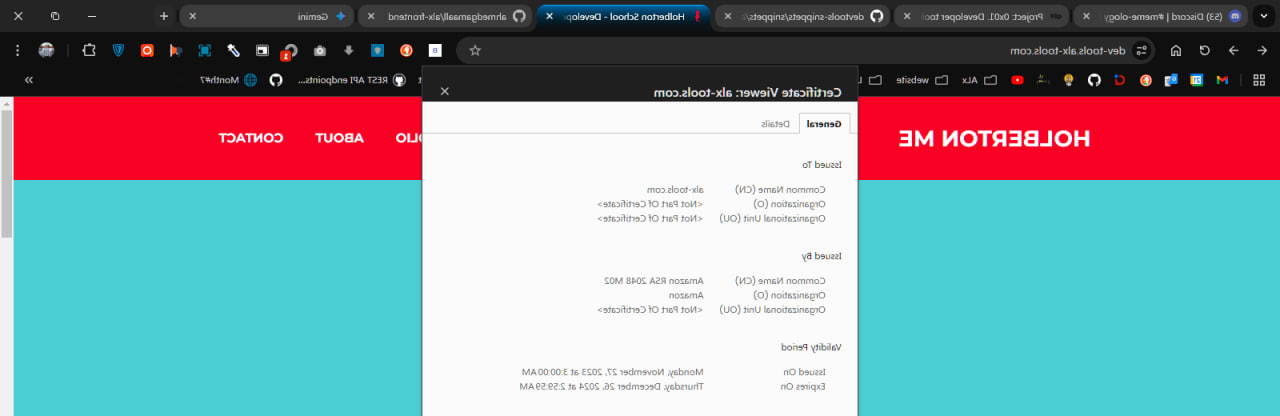 (53) Discord | #meme-ology
Project: 0x01. Developer tool
devtools-snippets/snippets/
Holberton School - Develope
ahmedgamaal/alx-frontend
Gemini
dev-tools.alx-tools.com
ALx
website
REST API endpoints...
Month#7
HOLBERTON ME
OLIO
ABOUT
CONTACT
Certificate Viewer: alx-tools.com
General
Details
Issued To
Common Name (CN) alx-tools.com
Organization (O) <Not Part Of Certificate>
Organizational Unit (OU) <Not Part Of Certificate>
Issued By
Common Name (CN) Amazon RSA 2048 M02
Organization (O) Amazon
Organizational Unit (OU) <Not Part Of Certificate>
Validity Period
Issued On Monday, November 27, 2023 at 3:00:00 AM
Expires On Thursday, December 26, 2024 at 2:59:59 AM